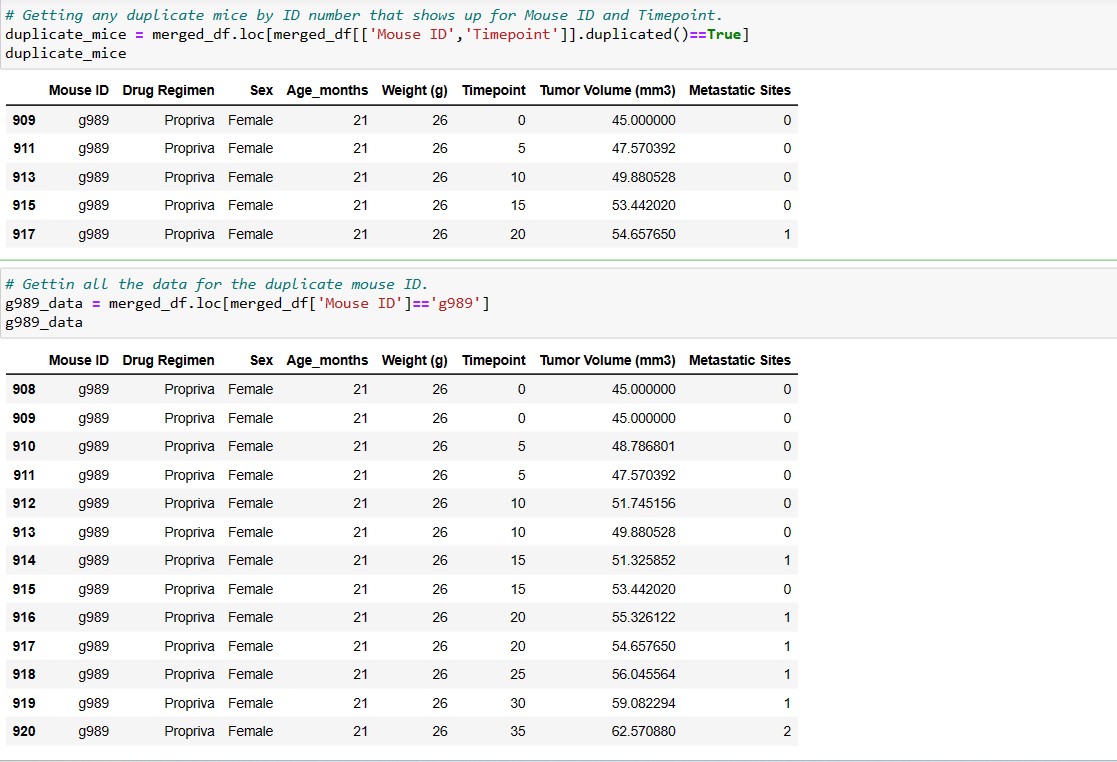 # Getting any duplicate mice by ID number that shows up for Mouse ID and Timepoint.
duplicate_mice = merged_df.loc[merged_df[['Mouse ID','Timepoint']].duplicated()==True]
duplicate_mice
Mouse ID Drug Regimen Sex Age_months Weight (g) Timepoint Tumor Volume (mm3) Metastatic Sites
909 g989 Propriva Female 21 26 0 45.000000 0
911 g989 Propriva Female 21 26 5 47.570392 0
913 g989 Propriva Female 21 26 10 49.880528 0
915 g989 Propriva Female 21 26 15 53.442020 0
917 g989 Propriva Female 21 26 20 54.657650 1
# Gettin all the data for the duplicate mouse ID.
g989_data = merged_df.loc[merged_df['Mouse ID']=='g989']
g989_data
Mouse ID Drug Regimen Sex Age_months Weight (g) Timepoint Tumor Volume (mm3) Metastatic Sites
908 g989 Propriva Female 21 26 0 45.000000 0
909 g989 Propriva Female 21 26 0 45.000000 0
910 g989 Propriva Female 21 26 5 48.786801 0
911 g989 Propriva Female 21 26 5 47.570392 0
912 g989 Propriva Female 21 26 10 51.745156 0
913 g989 Propriva Female 21 26 10 49.880528 0
914 g989 Propriva Female 21 26 15 51.325852 1
915 g989 Propriva Female 21 26 15 53.442020 0
916 g989 Propriva Female 21 26 20 55.326122 1
917 g989 Propriva Female 21 26 20 54.657650 1
918 g989 Propriva Female 21 26 25 56.045564 1
919 g989 Propriva Female 21 26 30 59.082294 1
920 g989 Propriva Female 21 26 35 62.570880 2